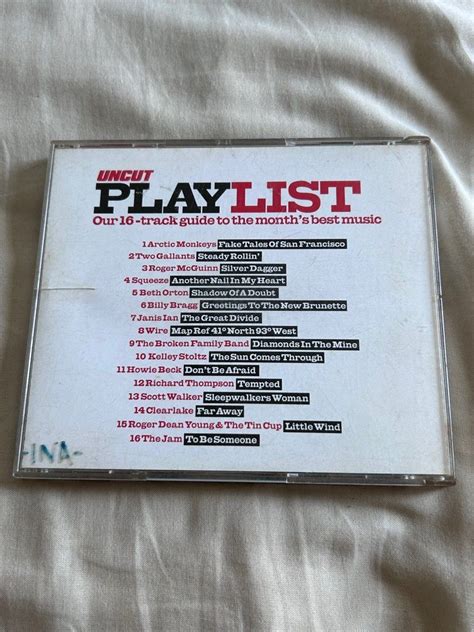 UNCUT
PLAYLIST
Our 16-track guide to the month's best music
1 Arctic Monkeys Fake Tales Of San Francisco
2 Two Gallants Steady Rollin'
3 Roger McGuinn Silver Dagger
4 Squeeze Another Nail In My Heart
5 Beth Orton Shadow Of A Doubt
6 Billy Bragg Greetings To The New Brunette
7 Janis Ian The Great Divide
8 Wire Map Ref 41° North 93° West
9 The Broken Family Band Diamonds In The Mine
10 Kelley Stoltz The Sun Comes Through
11 Howie Beck Don't Be Afraid
12 Richard Thompson Tempted
13 Scott Walker Sleepwalkers Woman
14 Clearlake Far Away
15 Roger Dean Young & The Tin Cup Little Wind
16 The Jam To Be Someone
-INA-